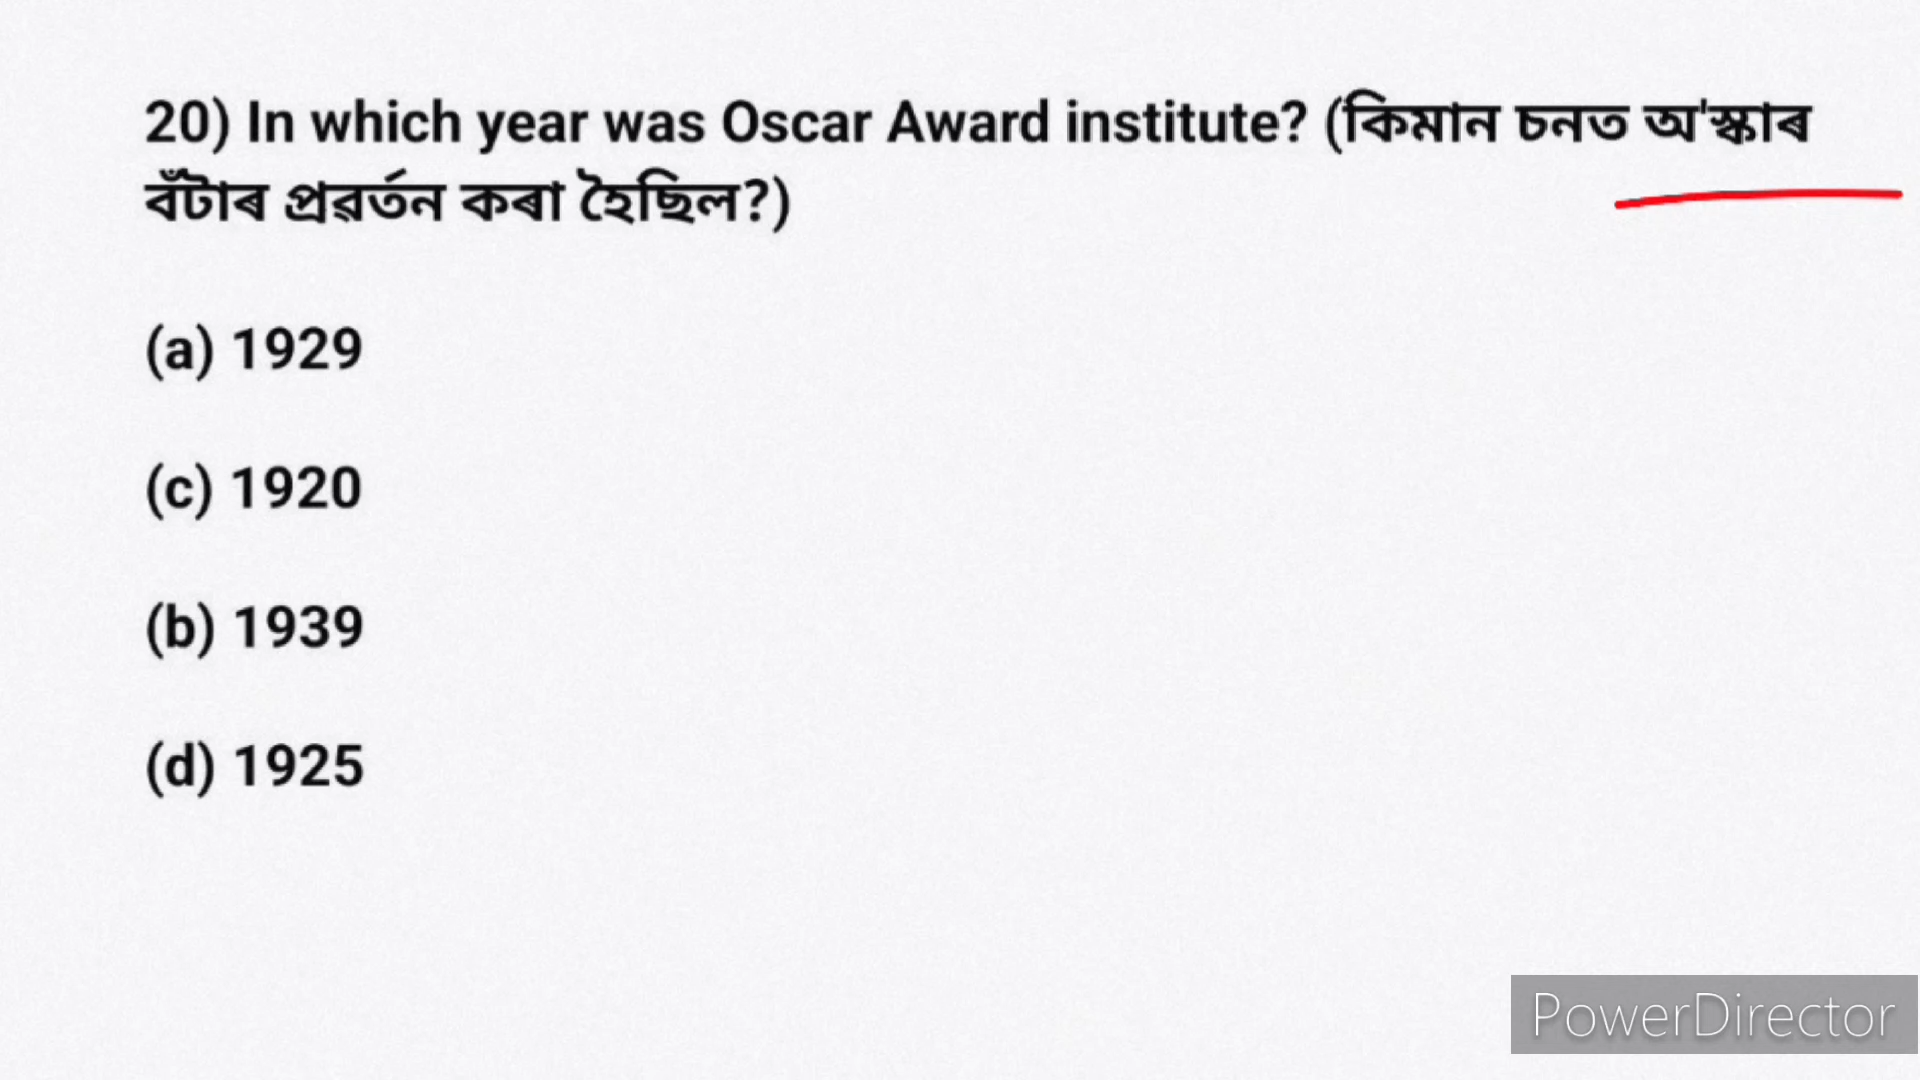 20) In which year was Oscar Award institute? (কিমান চনত অ'স্কাৰ
বঁটাৰ প্ৰৱৰ্তন কৰা হৈছিল?)
(a) 1929
(c) 1920
(b) 1939
(d) 1925
PowerDirector